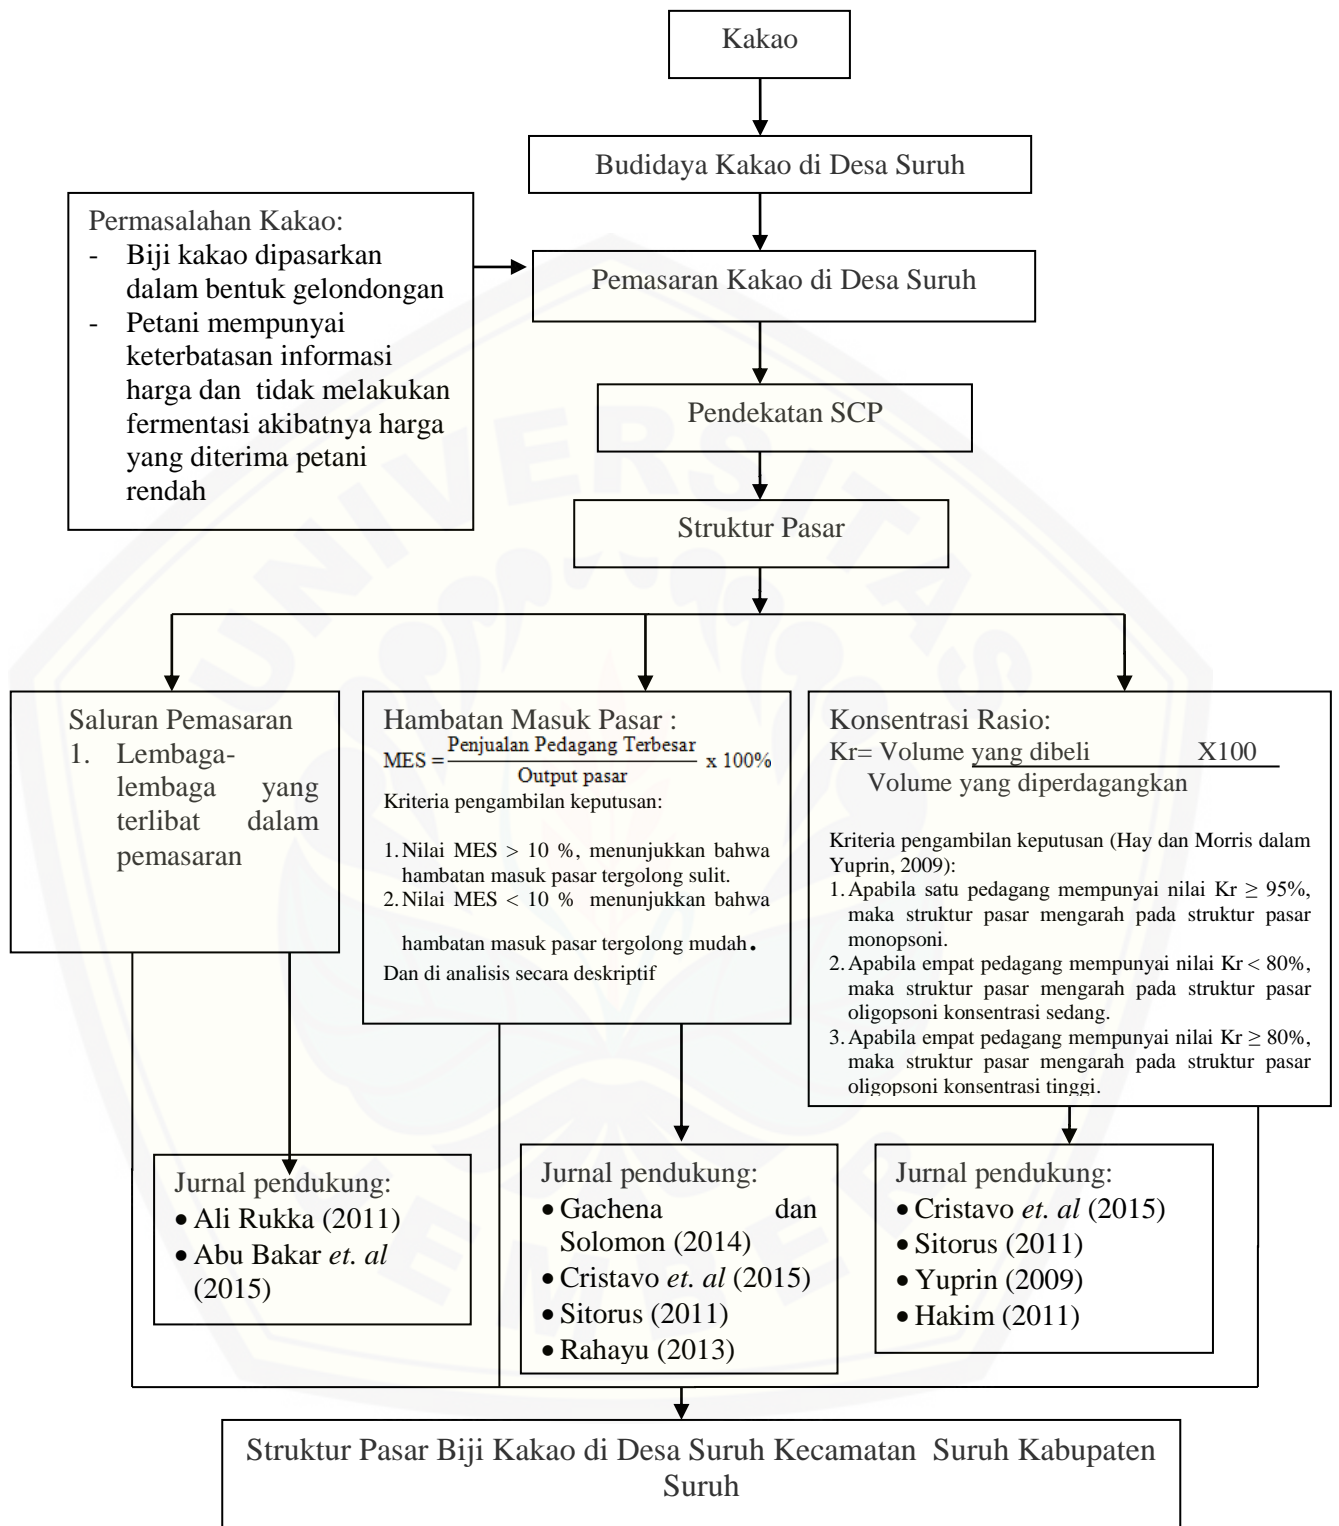 Kakao
Budidaya Kakao di Desa Suruh
Permasalahan Kakao:
- Biji kakao dipasarkan
dalam bentuk gelondongan
- Petani mempunyai
keterbatasan informasi
harga dan tidak melakukan
fermentasi akibatnya harga
yang diterima petani
rendah
Pemasaran Kakao di Desa Suruh
Pendekatan SCP
Struktur Pasar
Saluran Pemasaran
1. Lembaga-
lembaga yang
terlibat dalam
pemasaran
Hambatan Masuk Pasar :
Penjualan Pedagang Terbesar
MES = x 100%
Output pasar
Kriteria pengambilan keputusan:
1. Nilai MES > 10 %, menunjukkan bahwa
hambatan masuk pasar tergolong sulit.
2. Nilai MES < 10 % menunjukkan bahwa
hambatan masuk pasar tergolong mudah.
Dan di analisis secara deskriptif
Konsentrasi Rasio:
Kr= Volume yang dibeli X100
Volume yang diperdagangkan
Kriteria pengambilan keputusan (Hay dan Morris dalam
Yuprin, 2009):
1. Apabila satu pedagang mempunyai nilai Kr ≥ 95%,
maka struktur pasar mengarah pada struktur pasar
monopsoni.
2. Apabila empat pedagang mempunyai nilai Kr < 80%,
maka struktur pasar mengarah pada struktur pasar
oligopsoni konsentrasi sedang.
3. Apabila empat pedagang mempunyai nilai Kr ≥ 80%,
maka struktur pasar mengarah pada struktur pasar
oligopsoni konsentrasi tinggi.
Jurnal pendukung:
• Ali Rukka (2011)
• Abu Bakar et. al
(2015)
Jurnal pendukung:
• Gachena dan
Solomon (2014)
• Cristavo et. al (2015)
• Sitorus (2011)
• Rahayu (2013)
Jurnal pendukung:
• Cristavo et. al (2015)
• Sitorus (2011)
• Yuprin (2009)
• Hakim (2011)
Struktur Pasar Biji Kakao di Desa Suruh Kecamatan Suruh Kabupaten
Suruh
UNIVERSITAS
JEMBER